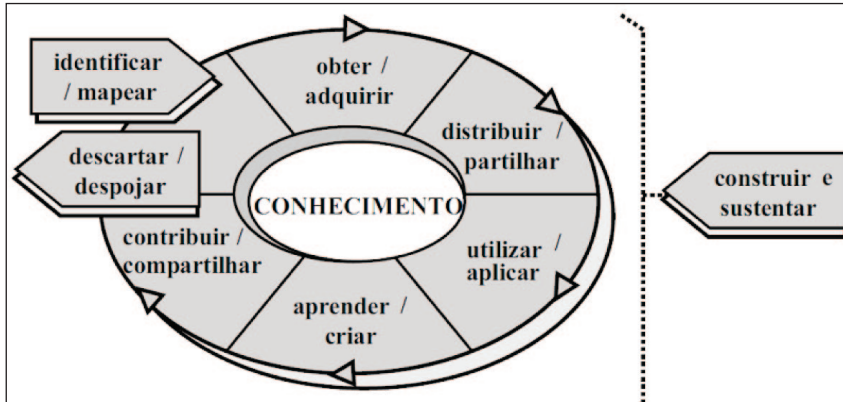 identificar
/ mapear
obter /
adquirir
distribuir /
partilhar
descartar /
despojar
construir e
sustentar
CONHECIMENTO
contribuir /
compartilhar
utilizar /
aplicar
aprender /
criar